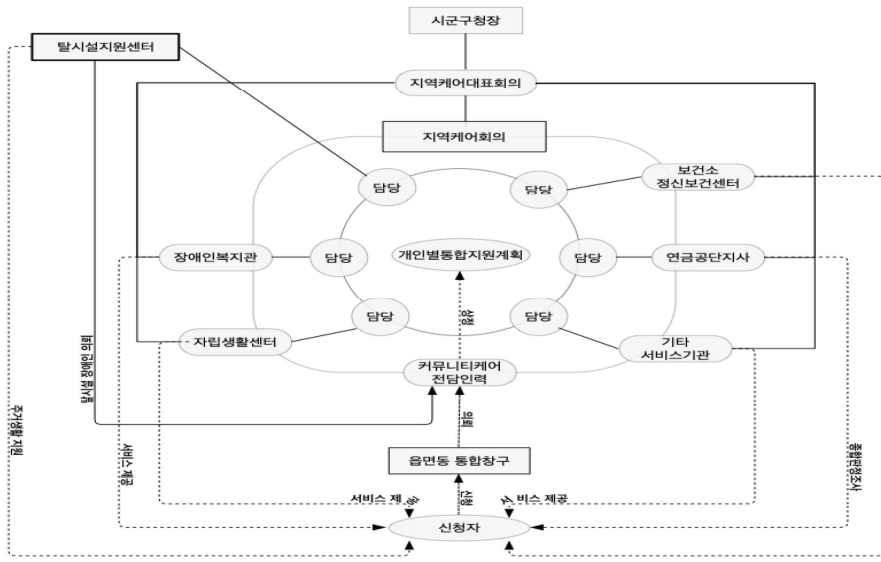 시군구청장
탈시설지원센터
지역케어대표회의
지역케어회의
보건소
정신보건센터
담당
담당
장애인복지관
담당
개인별통합지원계획
담당
연금공단지사
상정
담당
담당
자립생활센터
기타
서비스기관
커뮤니티케어
전담인력
탈시설 장애인 의뢰
주거생활 지원
의뢰
서비스 제공
읍면동 통합창구
종합판정조사
신청
서비스 제공
서비스 제공
신청자